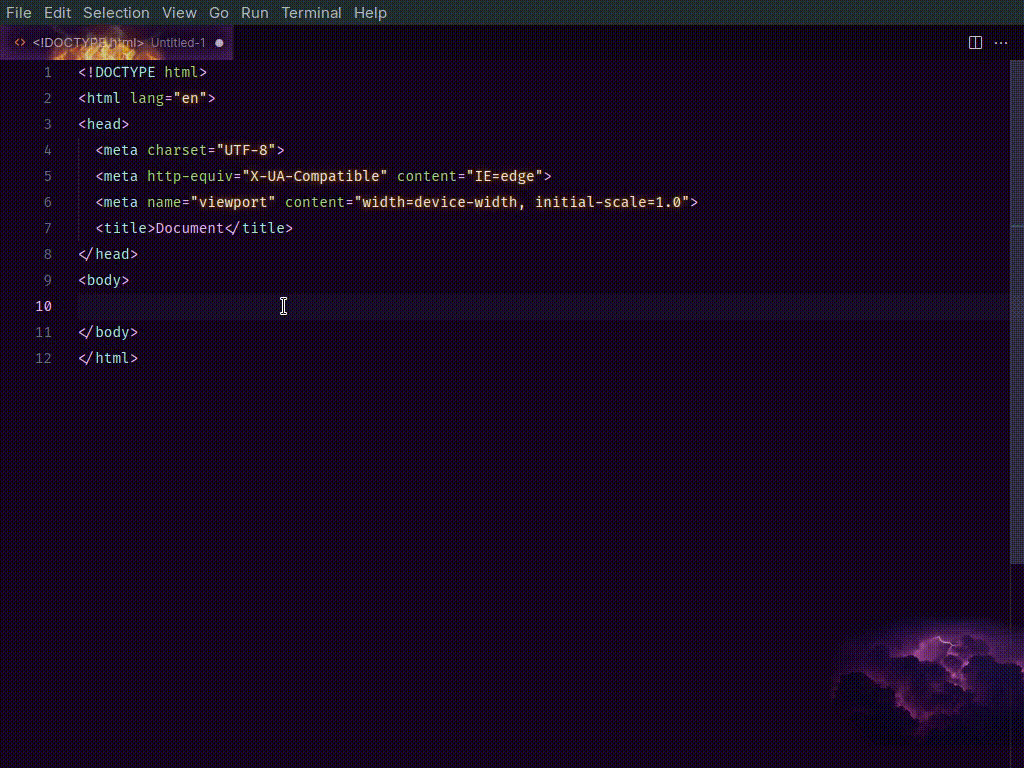 File Edit Selection View Go Run Terminal Help
<> <!DOCTYPE html> Untitled-1
1 <!DOCTYPE html>
2 <html lang="en">
3 <head>
4 <meta charset="UTF-8">
5 <meta http-equiv="X-UA-Compatible" content="IE=edge">
6 <meta name="viewport" content="width=device-width, initial-scale=1.0">
7 <title>Document</title>
8 </head>
9 <body>
10
11 </body>
12 </html>